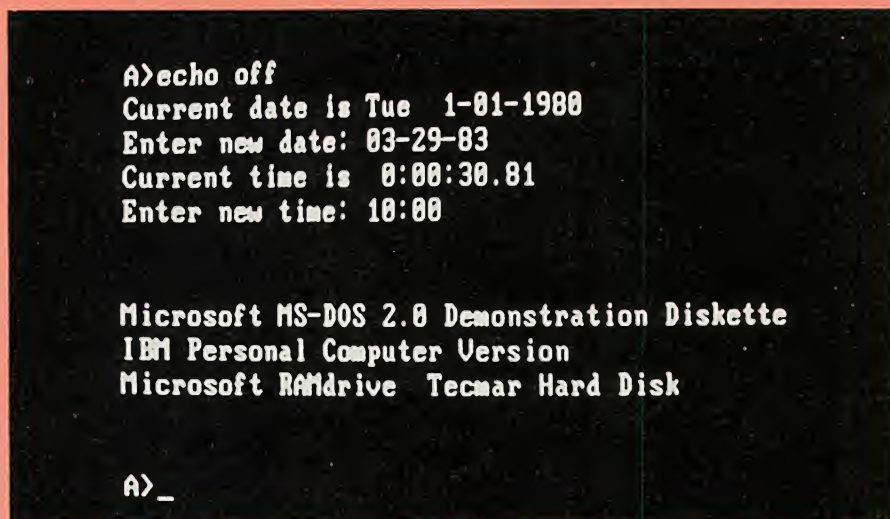 A>echo off
Current date is Tue  1-01-1980
Enter new date: 03-29-83
Current time is  0:00:30.81
Enter new time: 10:00
Microsoft MS-DOS 2.0 Demonstration Diskette
IBM Personal Computer Version
Microsoft RAMdrive  Tecmar Hard Disk
A>_